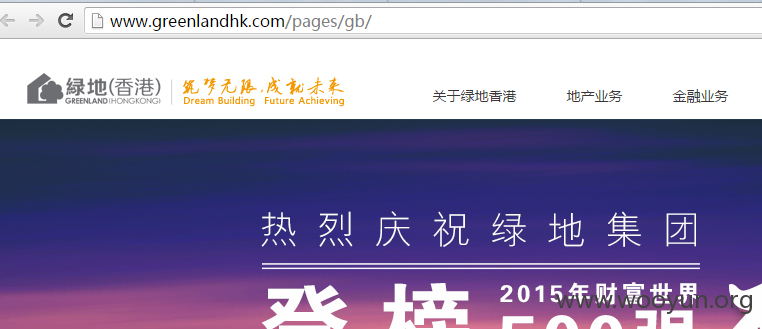 www.greenlandhk.com/pages/gb/
緑地(香港) 筑梦无限.成就未来
GREENLAND(HONGKONG) Dream Building Future Achieving
关于绿地香港 地产业务 金融业务
热烈庆祝绿地集团
登榜 2015年财富世界
500强
www.wooyun.org